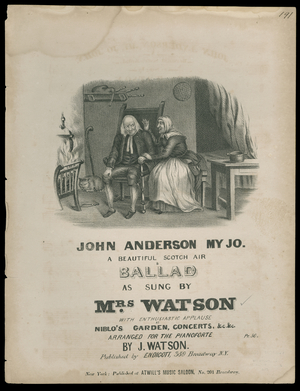 191
JOHN ANDERSON MY JO.
A BEAUTIFUL SCOTCH AIR
BALLAD
AS SUNG BY
MRS WATSON
WITH ENTHUSIASTIC APPLAUSE
NIBLO'S GARDEN, CONCERTS, &c.&c.
ARRANGED FOR THE PIANOFORTE
BY J. WATSON.
Published by ENDICOTT, 359 Broadway N.Y.
New York: Published at ATWILL'S MUSIC SALOON, No. 201 Broadway.